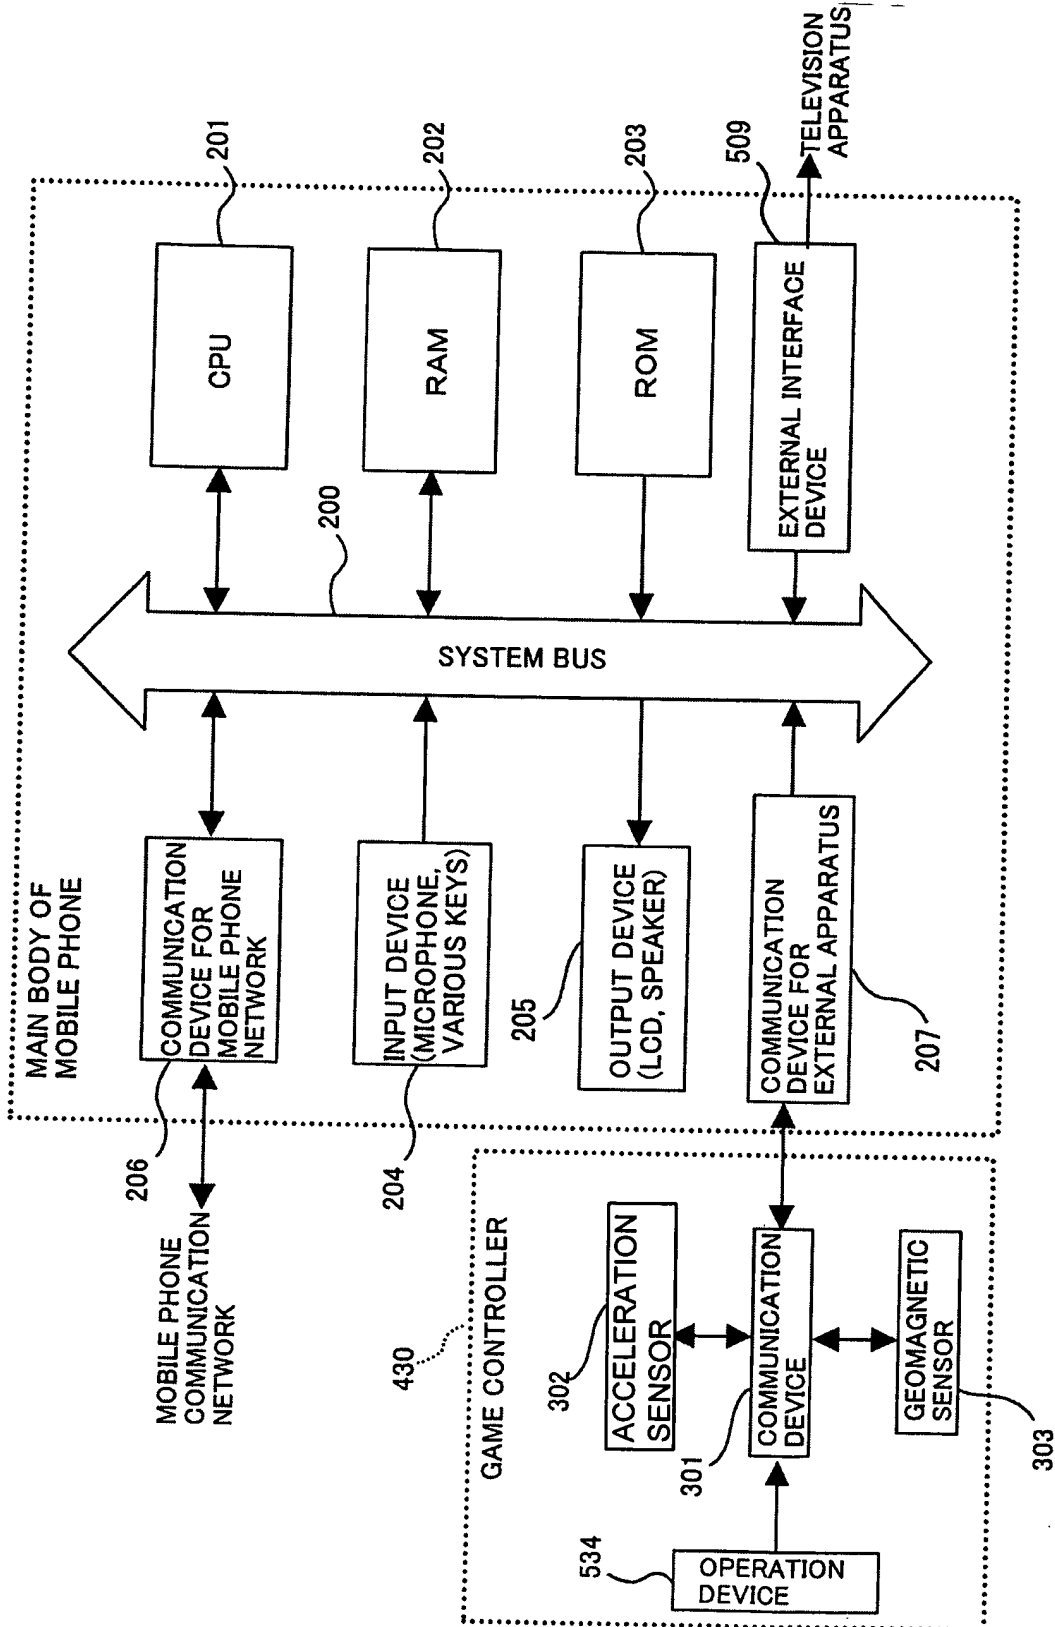 MAIN BODY OF
MOBILE PHONE
206
COMMUNICATION
DEVICE FOR
MOBILE PHONE
NETWORK
MOBILE PHONE
COMMUNICATION
NETWORK
CPU
201
204
INPUT DEVICE
(MICROPHONE,
VARIOUS KEYS)
200
RAM
202
SYSTEM BUS
205
OUTPUT DEVICE
(LCD, SPEAKER)
ROM
203
COMMUNICATION
DEVICE FOR
EXTERNAL APPARATUS
207
EXTERNAL INTERFACE
DEVICE
509
TELEVISION
APPARATUS
430
GAME CONTROLLER
302
ACCELERATION
SENSOR
534
OPERATION
DEVICE
301
COMMUNICATION
DEVICE
GEOMAGNETIC
SENSOR
303